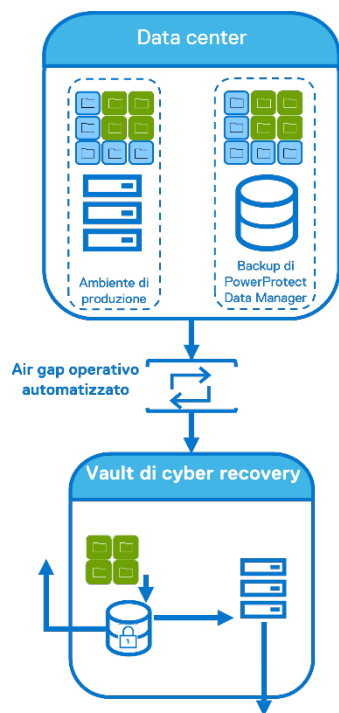 Data center
Ambiente di
produzione
Backup di
PowerProtect
Data Manager
Air gap operativo
automatizzato
Vault di cyber recovery